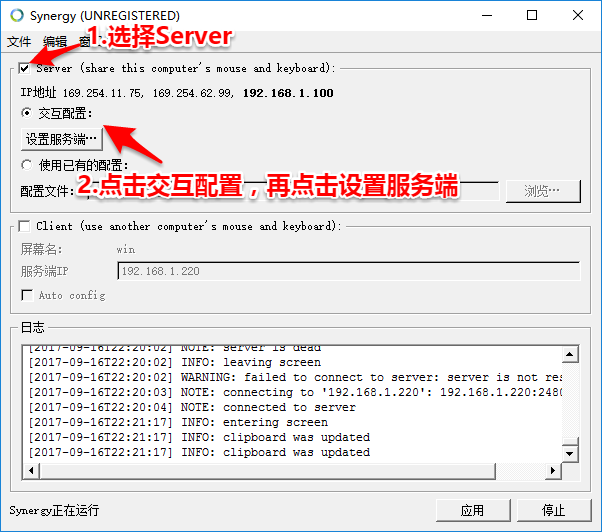 Synergy (UNREGISTERED)
文件 编辑
1.选择Server
Server (share this computer's mouse and keyboard):
IP地址 169.254.11.75, 169.254.62.99, 192.168.1.100
交互配置:
设置服务端...
使用已有的配置:
2.点击交互配置，再点击设置服务端
配置文件:
浏览...
Client (use another computer's mouse and keyboard):
屏幕名: win
服务端IP 192.168.1.220
Auto config
日志
[2017-09-16T22:20:02] NOTE: server is dead
[2017-09-16T22:20:02] INFO: leaving screen
[2017-09-16T22:20:02] WARNING: failed to connect to server: server is not res
[2017-09-16T22:20:03] NOTE: connecting to '192.168.1.220': 192.168.1.220:2480
[2017-09-16T22:20:04] NOTE: connected to server
[2017-09-16T22:21:17] INFO: entering screen
[2017-09-16T22:21:17] INFO: clipboard was updated
[2017-09-16T22:21:17] INFO: clipboard was updated
Synergy正在运行 应用 停止